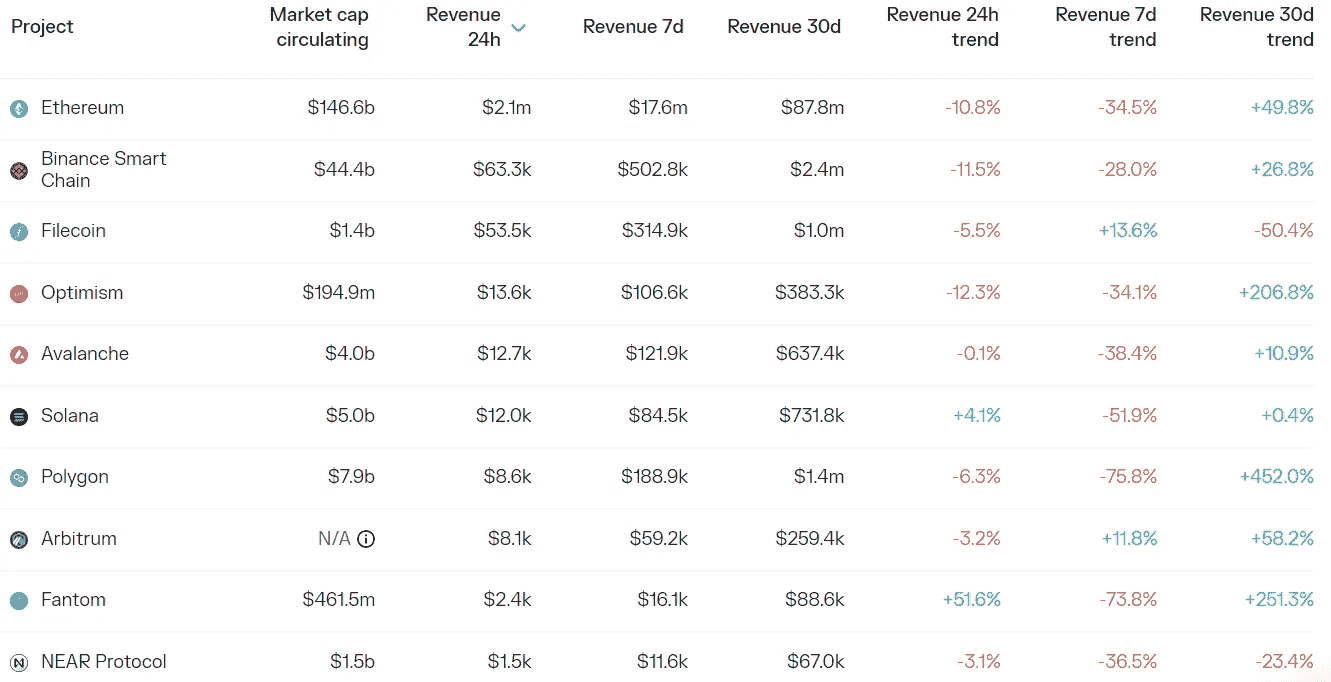 Project Market cap circulating Revenue 24h Revenue 7d Revenue 30d Revenue 24h trend Revenue 7d trend Revenue 30d trend
Ethereum $146.6b $2.1m $17.6m $87.8m -10.8% -34.5% +49.8%
Binance Smart Chain $44.4b $63.3k $502.8k $2.4m -11.5% -28.0% +26.8%
Filecoin $1.4b $53.5k $314.9k $1.0m -5.5% +13.6% -50.4%
Optimism $194.9m $13.6k $106.6k $383.3k -12.3% -34.1% +206.8%
Avalanche $4.0b $12.7k $121.9k $637.4k -0.1% -38.4% +10.9%
Solana $5.0b $12.0k $84.5k $731.8k +4.1% -51.9% +0.4%
Polygon $7.9b $8.6k $188.9k $1.4m -6.3% -75.8% +452.0%
Arbitrum N/A $8.1k $59.2k $259.4k -3.2% +11.8% +58.2%
Fantom $461.5m $2.4k $16.1k $88.6k +51.6% -73.8% +251.3%
NEAR Protocol $1.5b $1.5k $11.6k $67.0k -3.1% -36.5% -23.4%